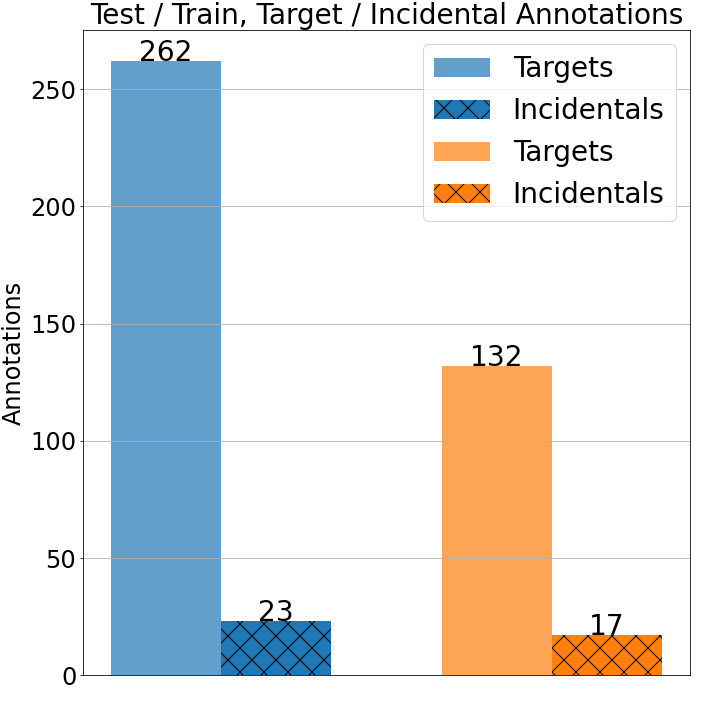 Test / Train, Target / Incidental Annotations
262
250
200
150
100
50
0
Annotations
Targets
Incidentals
Targets
Incidentals
132
23
17